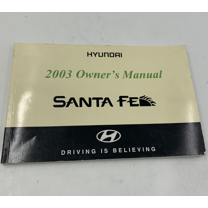 HYUNDAI
2003 Owner's Manual
SANTA FE
DRIVING IS BELIEVING